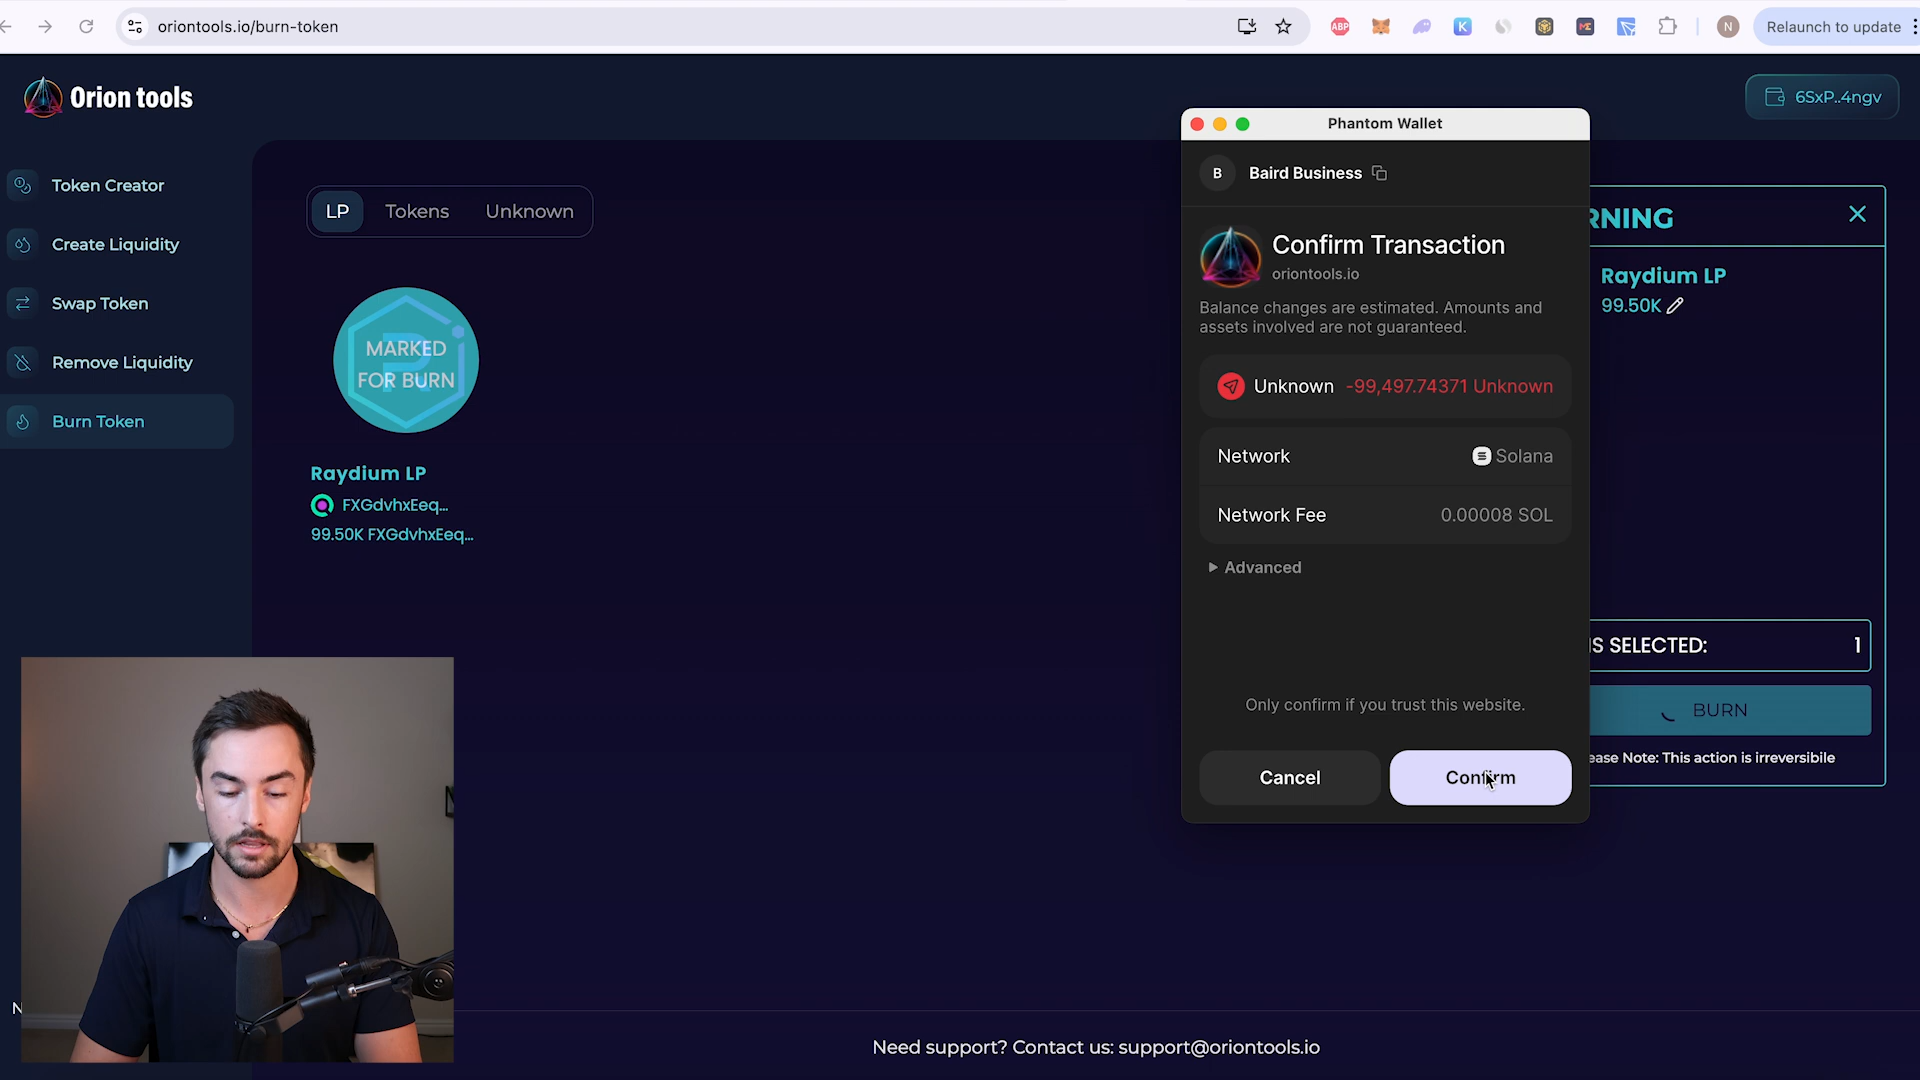 oriontools.io/burn-token
ABP
K
ME
N
Relaunch to update
Orion tools
6SxP..4ngv
Token Creator
Create Liquidity
Swap Token
Remove Liquidity
Burn Token
LP
Tokens
Unknown
MARKED
FOR BURN
Raydium LP
FXGdvhxEeq...
99.50K FXGdvhxEeq...
Phantom Wallet
B
Baird Business
Confirm Transaction
oriontools.io
Balance changes are estimated. Amounts and
assets involved are not guaranteed.
Unknown
-99,497.74371 Unknown
Network
Solana
Network Fee
0.00008 SOL
Advanced
Only confirm if you trust this website.
Cancel
Confirm
RNING
Raydium LP
99.50K
S SELECTED:
1
BURN
ease Note: This action is irreversibile
N
Need support? Contact us: support@oriontools.io